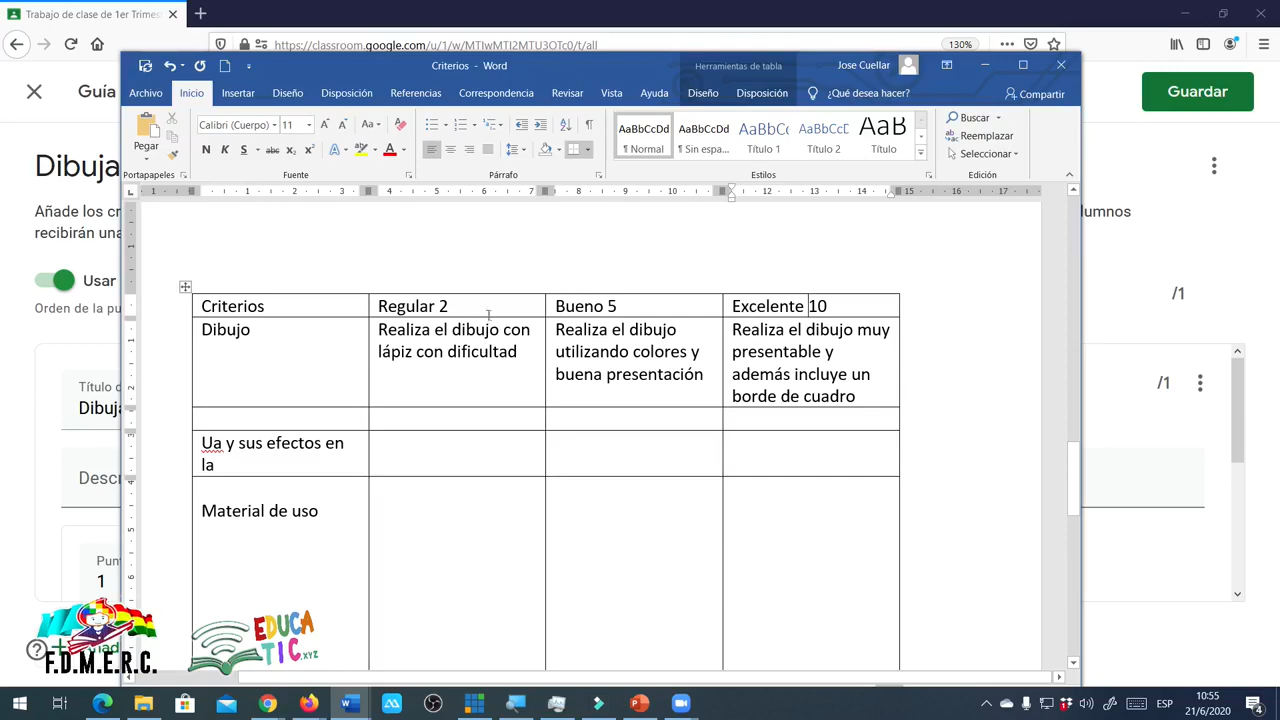 Trabajo de clase de 1er Trimes
https://classroom.google.com/u/1/w/MTIwMTI2MTU3OTc0/t/all
130%
Criterios - Word
Herramientas de tabla
Jose Cuellar
Archivo Inicio Insertar Diseño Disposición Referencias Correspondencia Revisar Vista Ayuda Diseño Disposición ¿Qué desea hacer? Compartir
Guía
Guardar
Pegar
Calibri (Cuerpo) 11
Portapapeles Fuente Párrafo Estilos Edición
AaBbCcDd AaBbCcDd AaBbCc AaBbCcD AaB
¶ Normal ¶ Sin espa... Título 1 Título 2 Título
Buscar
Reemplazar
Seleccionar
Dibuja
Añade los cr
recibirán una
lumnos
Usar
Orden de la pu
/1
/1
Título d
Dibuja
Descr
Punt
1
Criterios Regular 2 Bueno 5 Excelente 10
Dibujo Realiza el dibujo con Realiza el dibujo Realiza el dibujo muy
lápiz con dificultad utilizando colores y presentable y
buena presentación además incluye un
borde de cuadro
Ua y sus efectos en
la
Material de uso
F.D.M.E.R.C.
EDUCA
TIC.xyz
ESP
10:55
21/6/2020
4